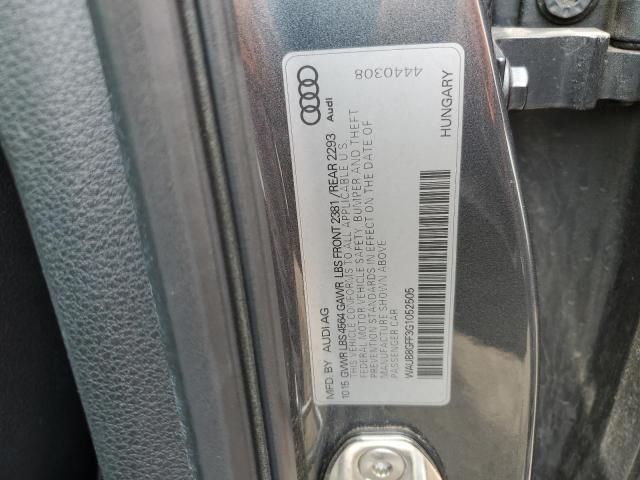 MFD. BY AUDI AG
10 15 GVWR LBS 4564 GAWR LBS FRONT 2381 / REAR 2293
THIS VEHICLE CONFORMS TO ALL APPLICABLE U.S.
FEDERAL MOTOR VEHICLE SAFETY, BUMPER AND THEFT
PREVENTION STANDARDS IN EFFECT ON THE DATE OF
MANUFACTURE SHOWN ABOVE.
PASSENGER CAR
WAUB8GFF3G1052505
Audi
4440308
HUNGARY